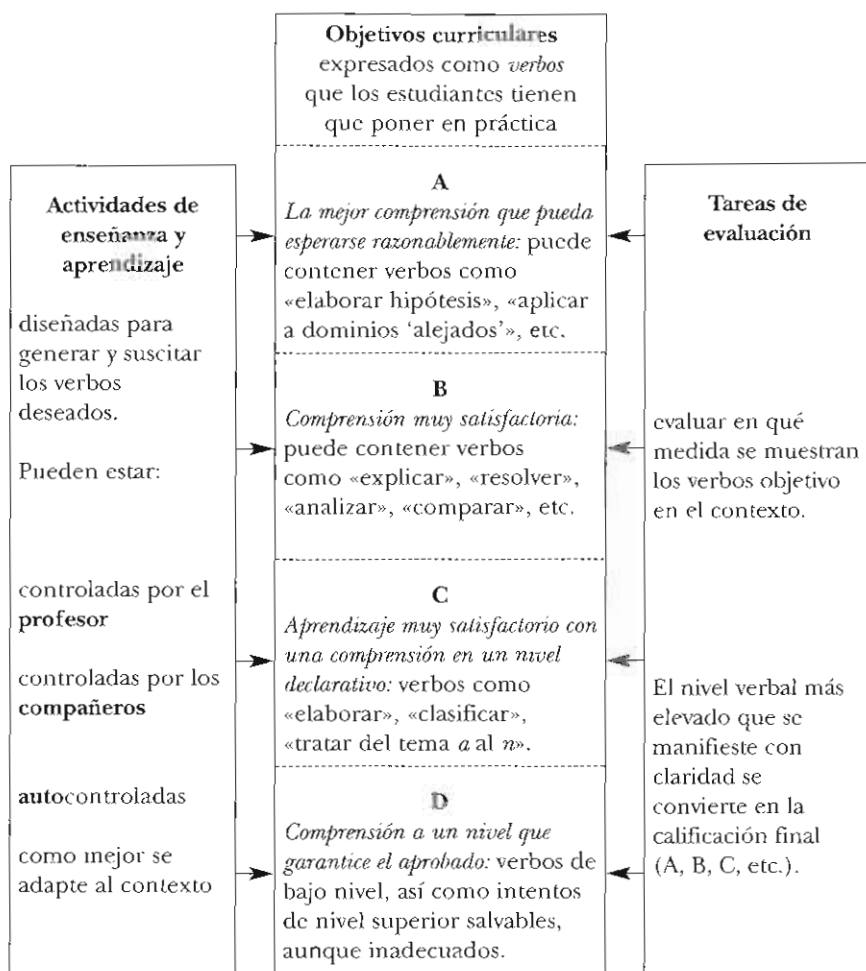 Objetivos curriculares
expresados como verbos
que los estudiantes tienen
que poner en práctica
Actividades de
enseñanza y
aprendizaje
diseñadas para
generar y suscitar
los verbos
deseados.
Pueden estar:
controladas por el
profesor
controladas por los
compañeros
autocontroladas
como mejor se
adapte al contexto
A
La mejor comprensión que pueda
esperarse razonablemente: puede
contener verbos como
«elaborar hipótesis», «aplicar
a dominios ‘alejados’», etc.
B
Comprensión muy satisfactoria:
puede contener verbos
como «explicar», «resolver»,
«analizar», «comparar», etc.
C
Aprendizaje muy satisfactorio con
una comprensión en un nivel
declarativo: verbos como
«elaborar», «clasificar»,
«tratar del tema a al n».
D
Comprensión a un nivel que
garantice el aprobado: verbos de
bajo nivel, así como intentos
de nivel superior salvables,
aunque inadecuados.
Tareas de
evaluación
evaluar en qué
medida se muestran
los verbos objetivo
en el contexto.
El nivel verbal más
elevado que se
manifieste con
claridad se
convierte en la
calificación final
(A, B, C, etc.).